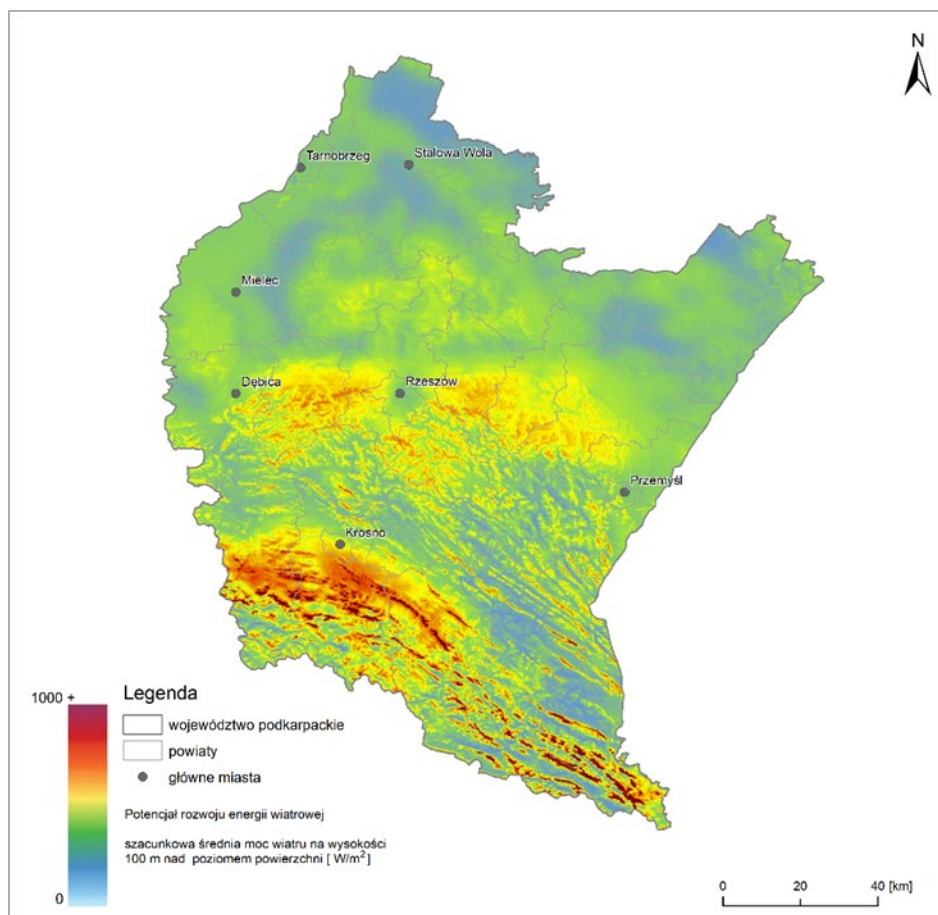 N
Tarnobrzeg
Stalowa Wola
Mielec
Dębica
Rzeszów
Przemyśl
Krosno
1000 +
0
Legenda
województwo podkarpackie
powiaty
główne miasta
Potencjał rozwoju energii wiatrowej
szacunkowa średnia moc wiatru na wysokości
100 m nad poziomem powierzchni [ W/m²]
0 20 40 [km]